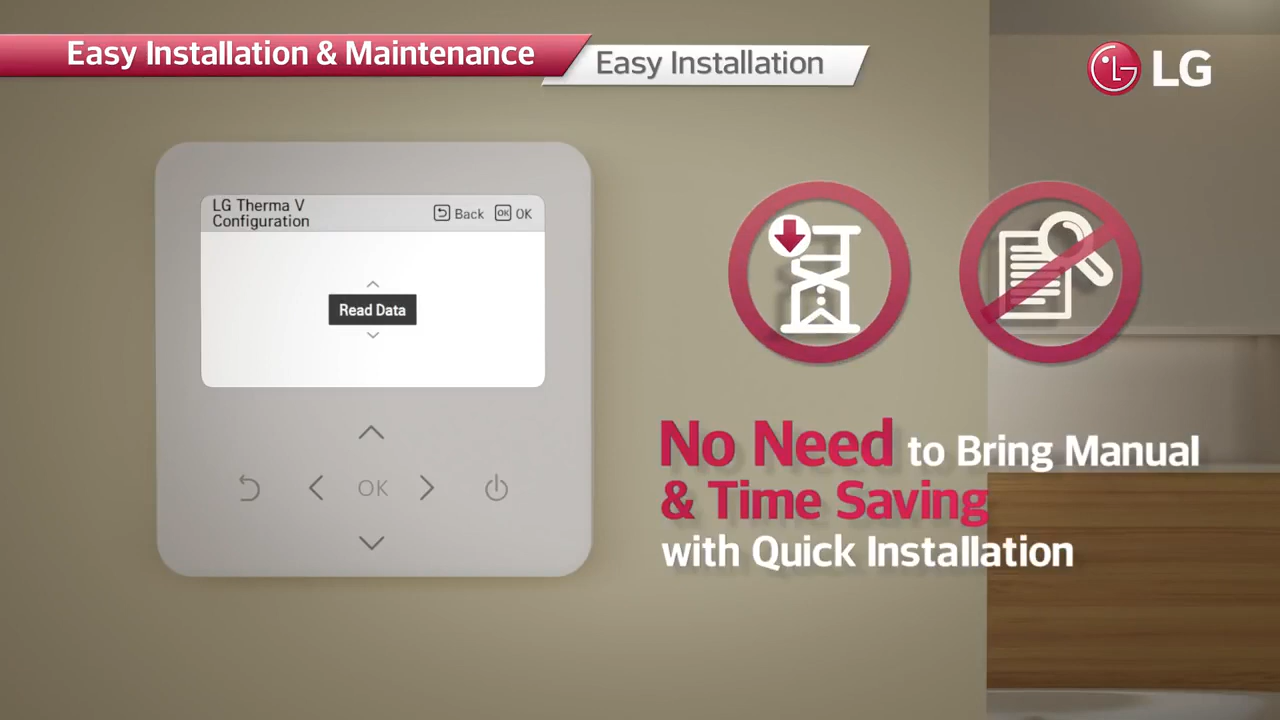 Easy Installation & Maintenance
Easy Installation
LG
LG Therma V
Configuration
Back
OK OK
Read Data
OK
No Need to Bring Manual
& Time Saving
with Quick Installation